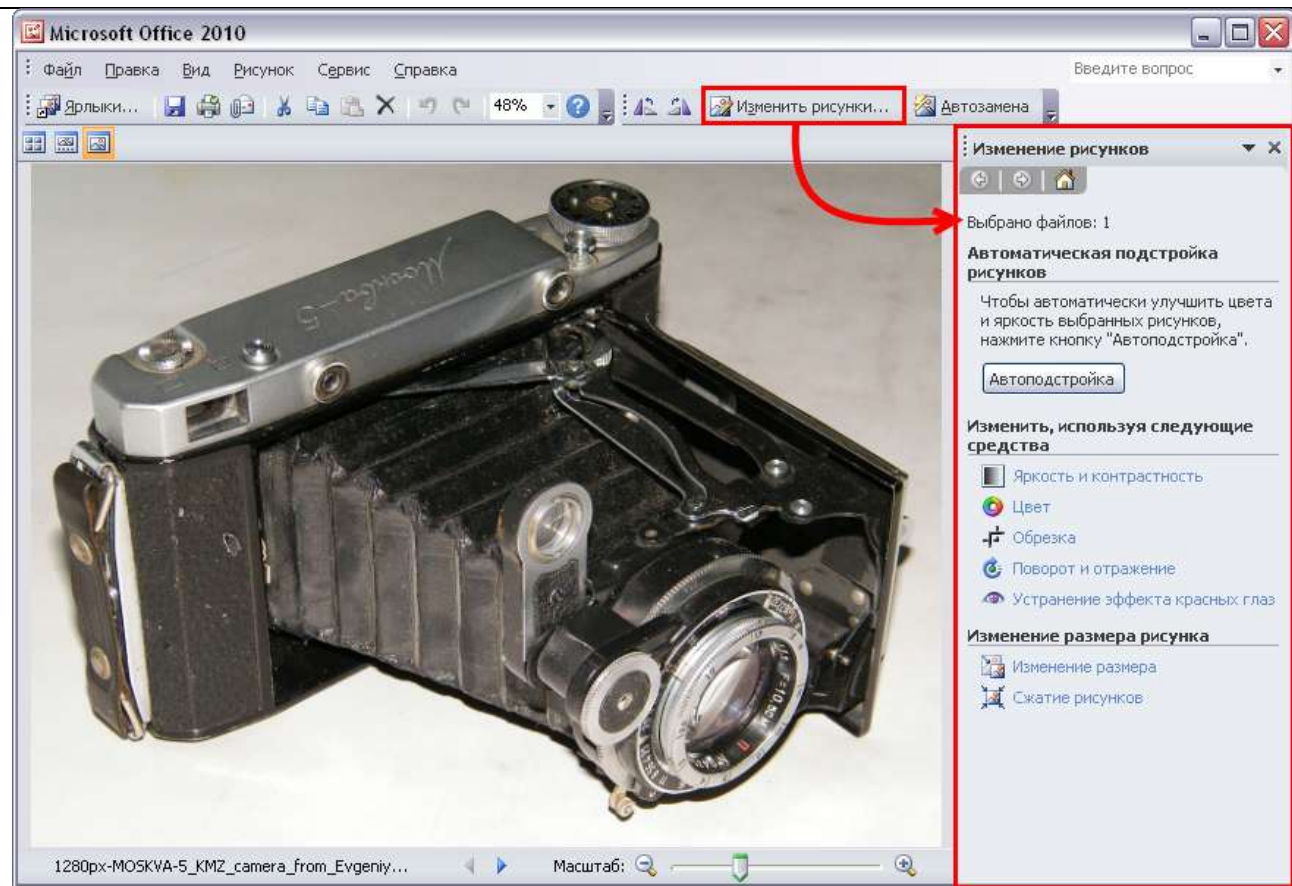 Microsoft Office 2010
Файл Правка Вид Рисунок Сервис Справка Введите вопрос
Ярлыки... 48% Изменить рисунки... Автозамена
Изменение рисунков
Выбрано файлов: 1
Автоматическая подстройка
рисунков
Чтобы автоматически улучшить цвета
и яркость выбранных рисунков,
нажмите кнопку "Автоподстройка".
Автоподстройка
Изменить, используя следующие
средства
Яркость и контрастность
Цвет
Обрезка
Поворот и отражение
Устранение эффекта красных глаз
Изменение размера рисунка
Изменение размера
Сжатие рисунков
Москва-5
1280px-MOSKVA-5_KMZ_camera_from_Evgeniy... Масштаб: